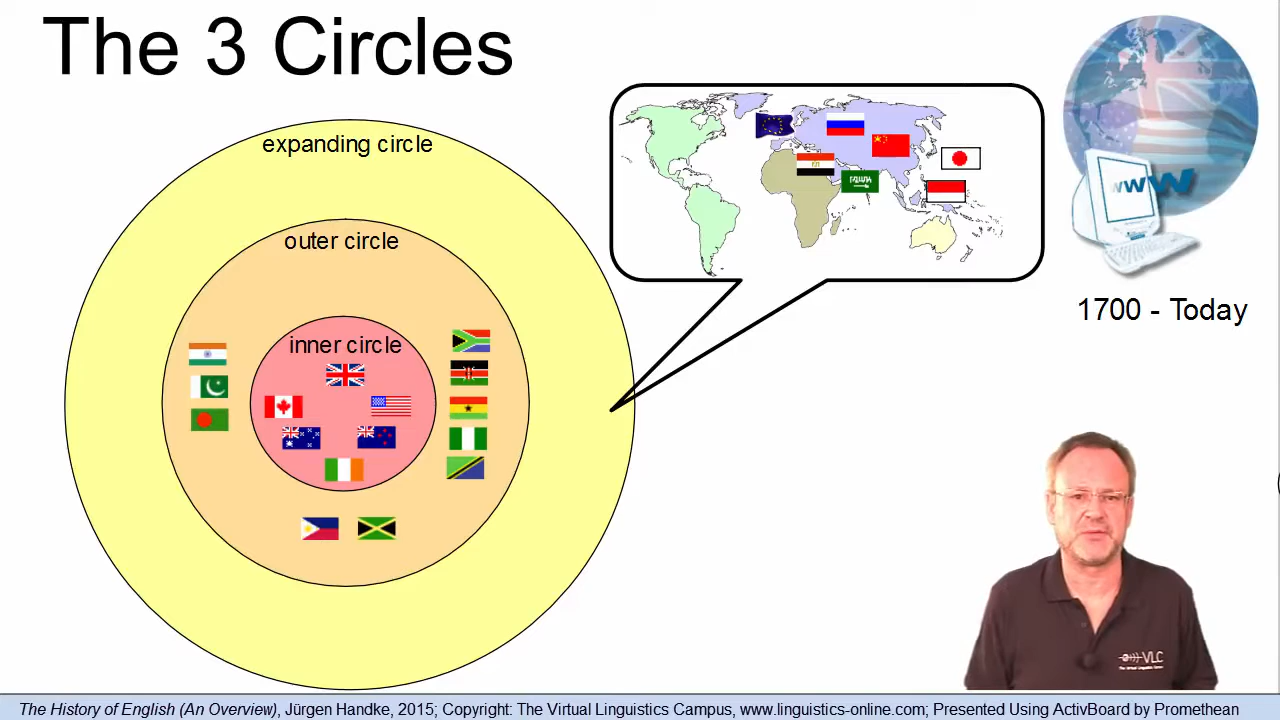 The 3 Circles
expanding circle
outer circle
inner circle
www
1700 - Today
VLC
The History of English (An Overview), Jürgen Handke, 2015; Copyright: The Virtual Linguistics Campus, www.linguistics-online.com; Presented Using ActivBoard by Promethean